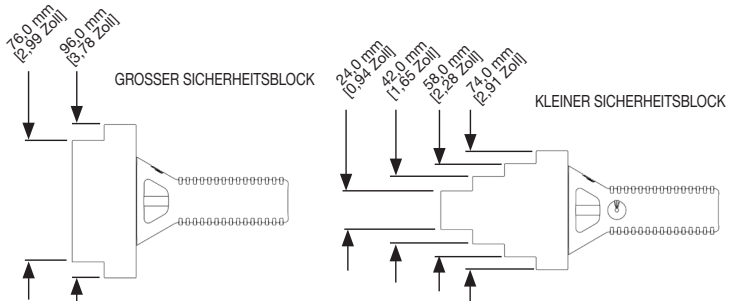 76,0 mm
[2,99 Zoll]
96,0 mm
[3,78 Zoll]
GROSSER SICHERHEITSBLOCK
24,0 mm
[0,94 Zoll]
42,0 mm
[1,65 Zoll]
58,0 mm
[2,28 Zoll]
74,0 mm
[2,91 Zoll]
KLEINER SICHERHEITSBLOCK